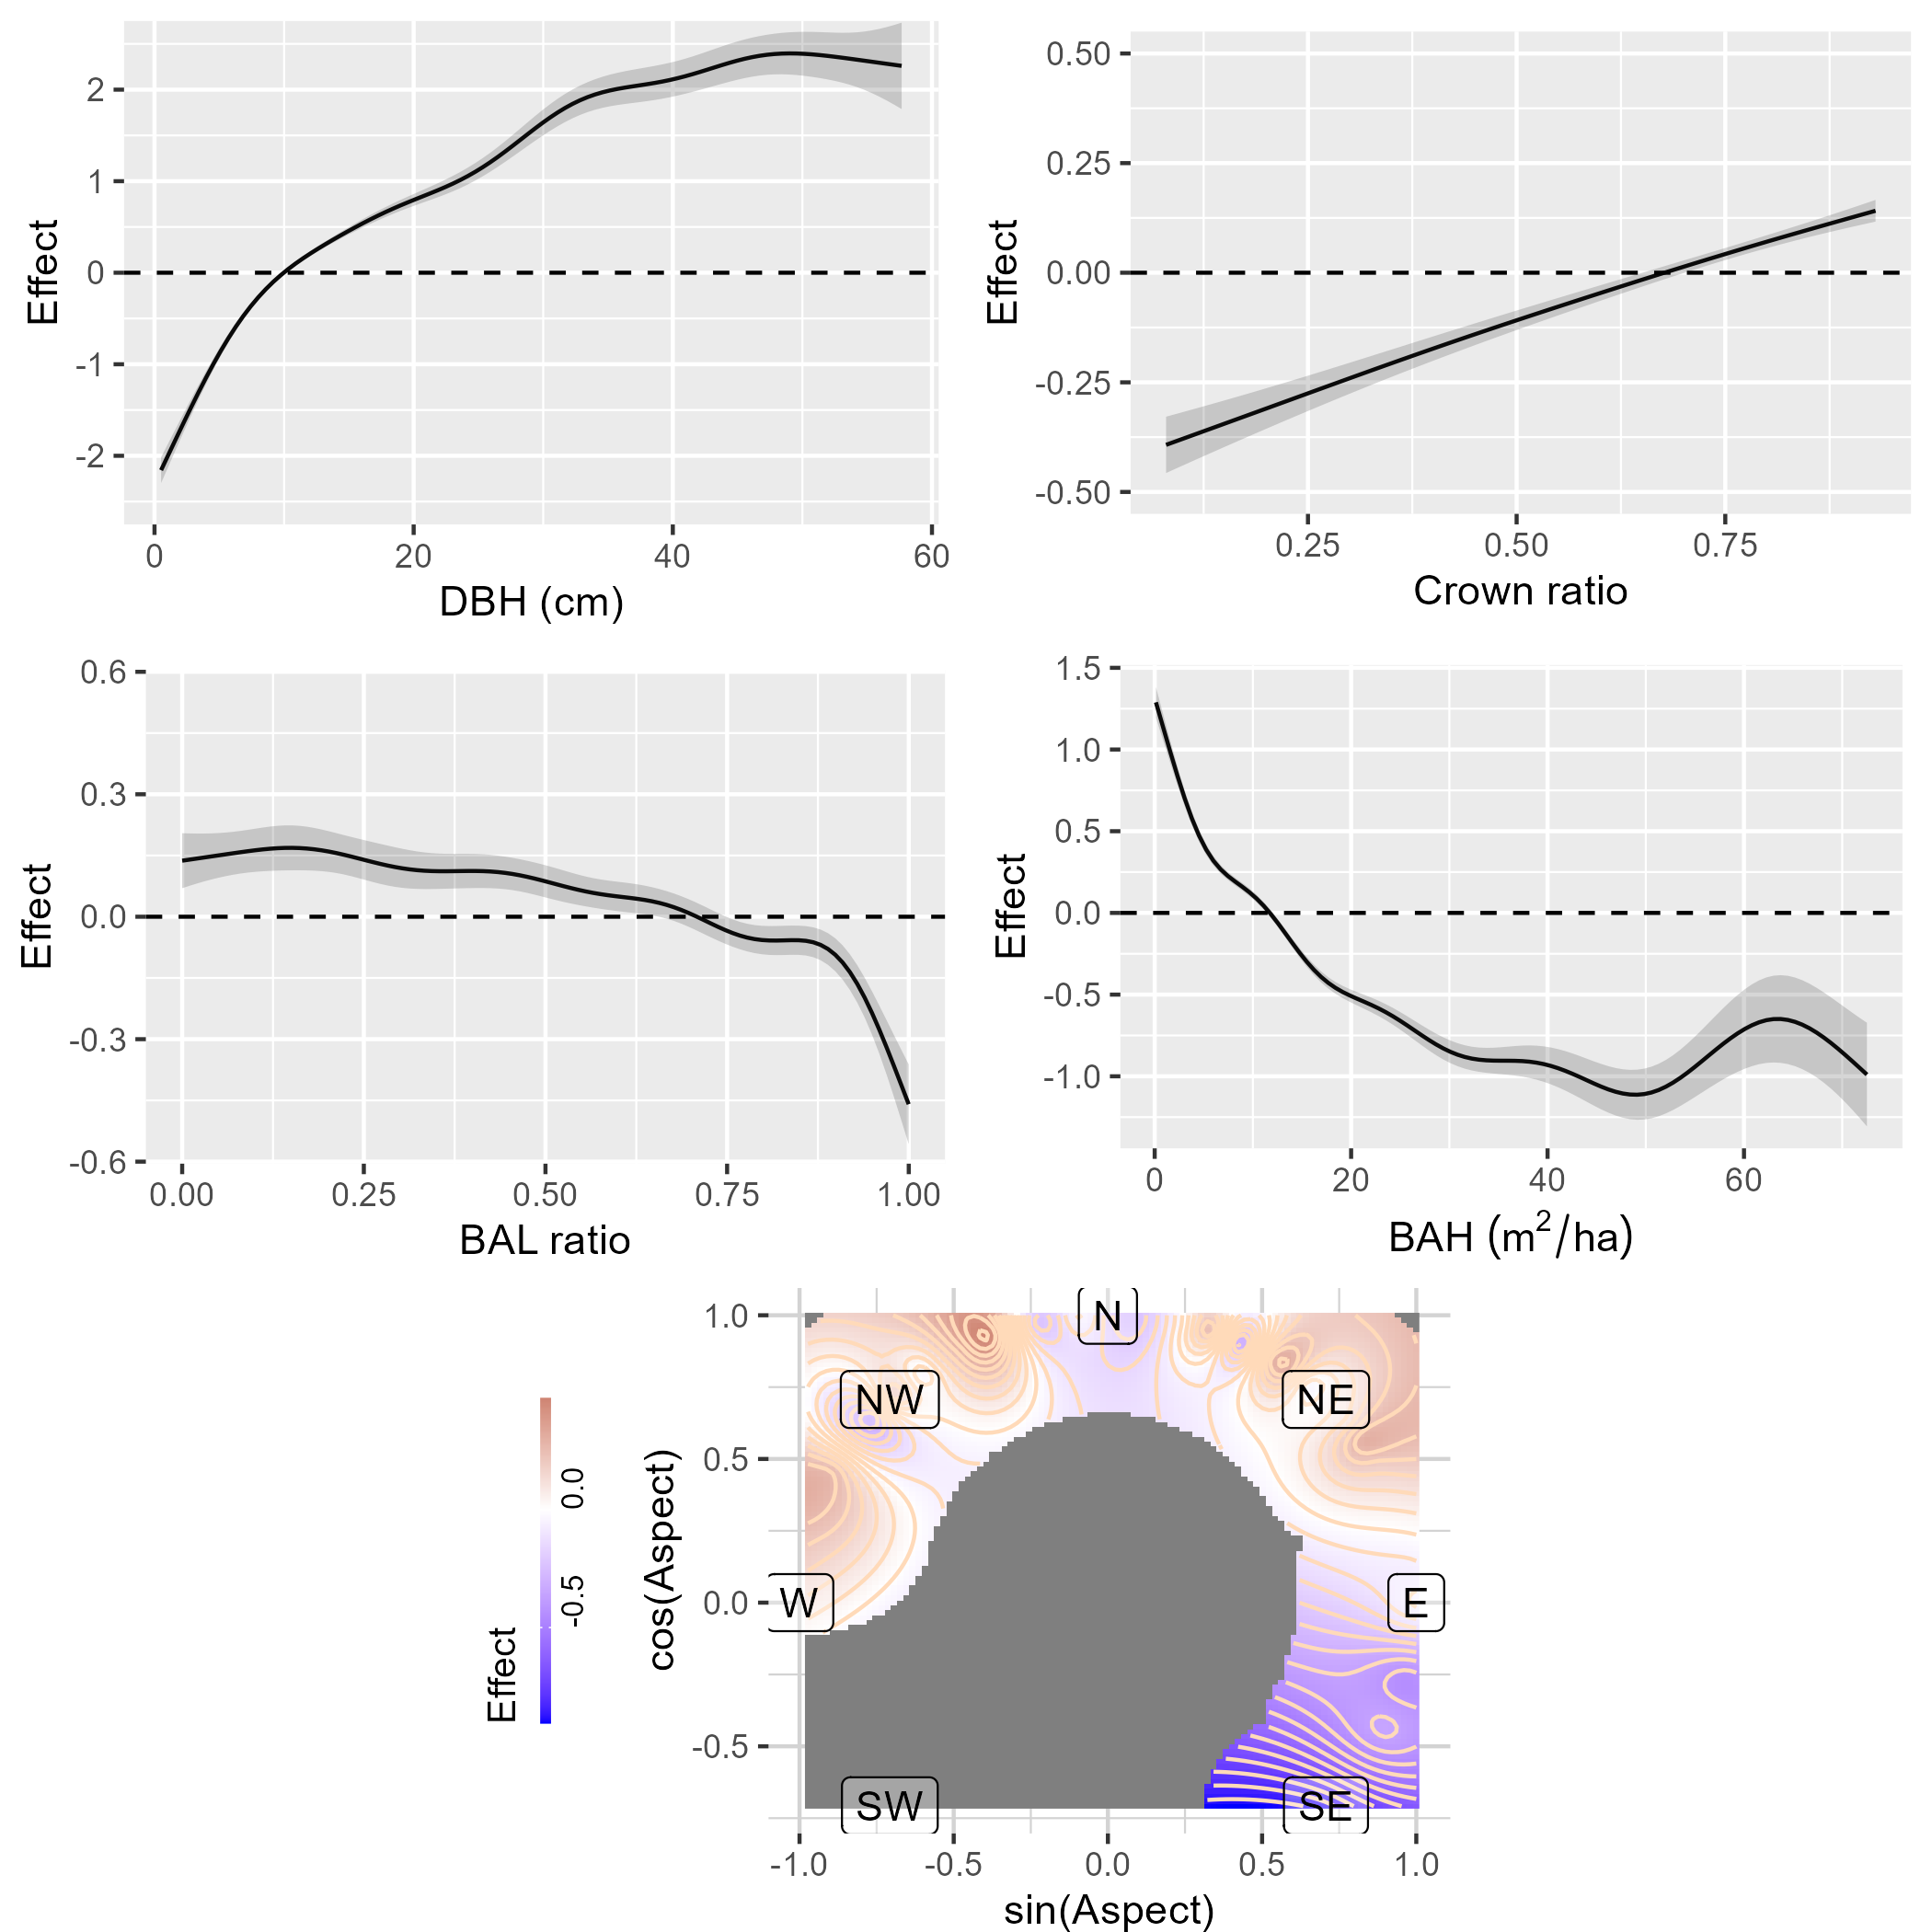 Effect
2
1
0
-1
-2
0 20 40 60
DBH (cm)
Effect
0.50
0.25
0.00
-0.25
-0.50
0.25 0.50 0.75
Crown ratio
Effect
0.6
0.3
0.0
-0.3
-0.6
0.00 0.25 0.50 0.75 1.00
BAL ratio
Effect
1.5
1.0
0.5
0.0
-0.5
-1.0
0 20 40 60
BAH (m²/ha)
Effect
-0.5 0.0
cos(Aspect)
1.0
0.5
0.0
-0.5
N
NW NE
W E
SW SE
-1.0 -0.5 0.0 0.5 1.0
sin(Aspect)